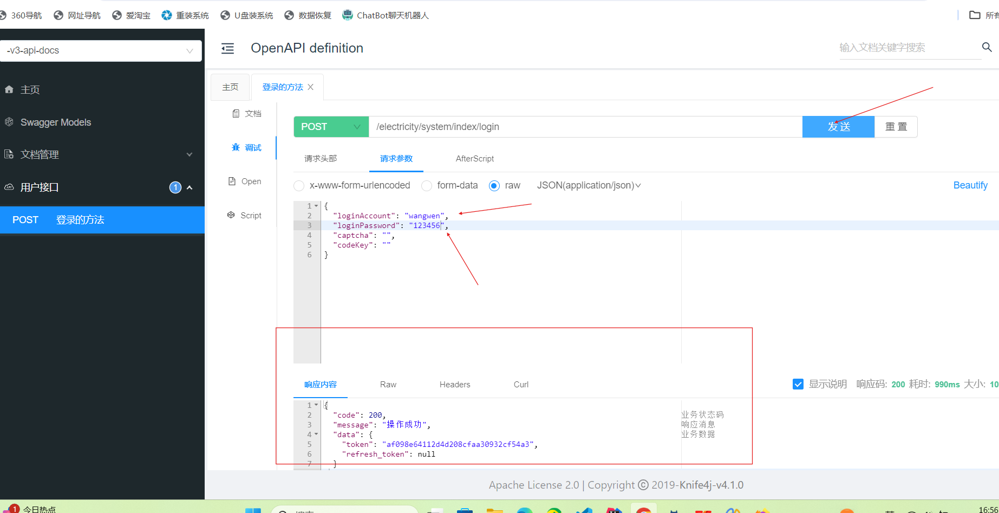 360导航 网址导航 爱淘宝 重装系统 U盘装系统 数据恢复 ChatBot聊天机器人 所有
-v3-api-docs
OpenAPI definition
输入文档关键字搜索
主页
Swagger Models
文档管理
用户接口 1
POST 登录的方法
主页 登录的方法
文档
调试
Open
Script
POST /electricity/system/index/login 发送 重置
请求头部 请求参数 AfterScript
x-www-form-urlencoded form-data raw JSON(application/json) Beautify
1 {
2 "loginAccount": "wangwen",
3 "loginPassword": "123456",
4 "captcha": "",
5 "codeKey": ""
6 }
响应内容 Raw Headers Curl
显示说明 响应码: 200 耗时: 990ms 大小: 10
1 {
2 "code": 200, 业务状态码
3 "message": "操作成功", 响应消息
4 "data": { 业务数据
5 "token": "af098e64112d4d208cfaa30932cf54a3",
6 "refresh_token": null
7 }
Apache License 2.0 | Copyright © 2019-Knife4j-v4.1.0
1 今日热点
搜索
16:56